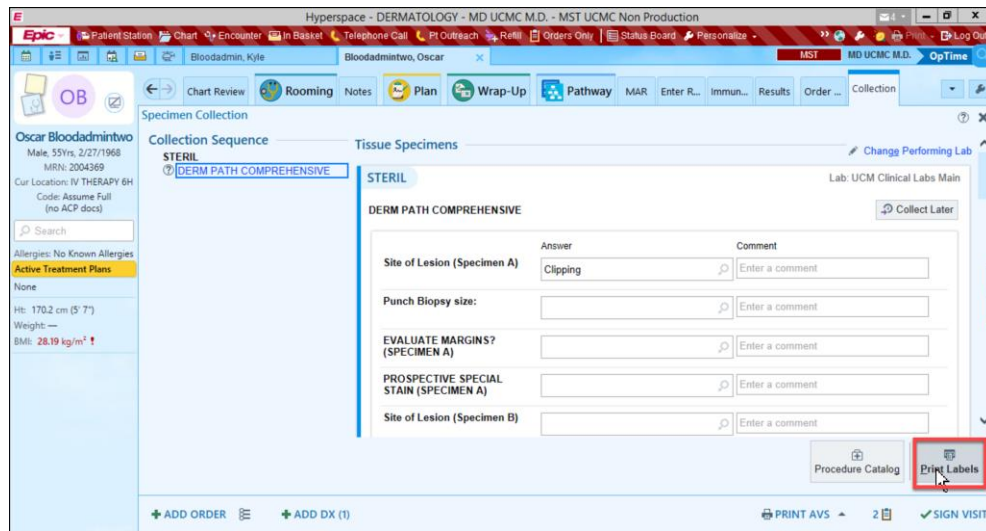 Hyperspace - DERMATOLOGY - MD UCMC M.D. - MST UCMC Non Production
Epic Patient Station Chart Encounter In Basket Telephone Call Pt Outreach Refill Orders Only Status Board Personalize Print Log Out
Bloodadmin, Kyle Bloodadmintwo, Oscar MST MD UCMC M.D. OpTime
OB
Chart Review Rooming Notes Plan Wrap-Up Pathway MAR Enter R... Immun... Results Order ... Collection
Specimen Collection
Oscar Bloodadmintwo
Male, 55Yrs, 2/27/1968
MRN: 2004369
Cur Location: IV THERAPY 6H
Code: Assume Full
(no ACP docs)
Search
Allergies: No Known Allergies
Active Treatment Plans
None
Ht: 170.2 cm (5' 7")
Weight: —
BMI: 28.19 kg/m²
Collection Sequence
STERIL
DERM PATH COMPREHENSIVE
Tissue Specimens
Change Performing Lab
STERIL
Lab: UCM Clinical Labs Main
DERM PATH COMPREHENSIVE
Collect Later
Answer Comment
Site of Lesion (Specimen A) Clipping Enter a comment
Punch Biopsy size: Enter a comment
EVALUATE MARGINS?
(SPECIMEN A) Enter a comment
PROSPECTIVE SPECIAL
STAIN (SPECIMEN A) Enter a comment
Site of Lesion (Specimen B) Enter a comment
Procedure Catalog Print Labels
+ ADD ORDER + ADD DX (1) PRINT AVS 2 SIGN VISIT